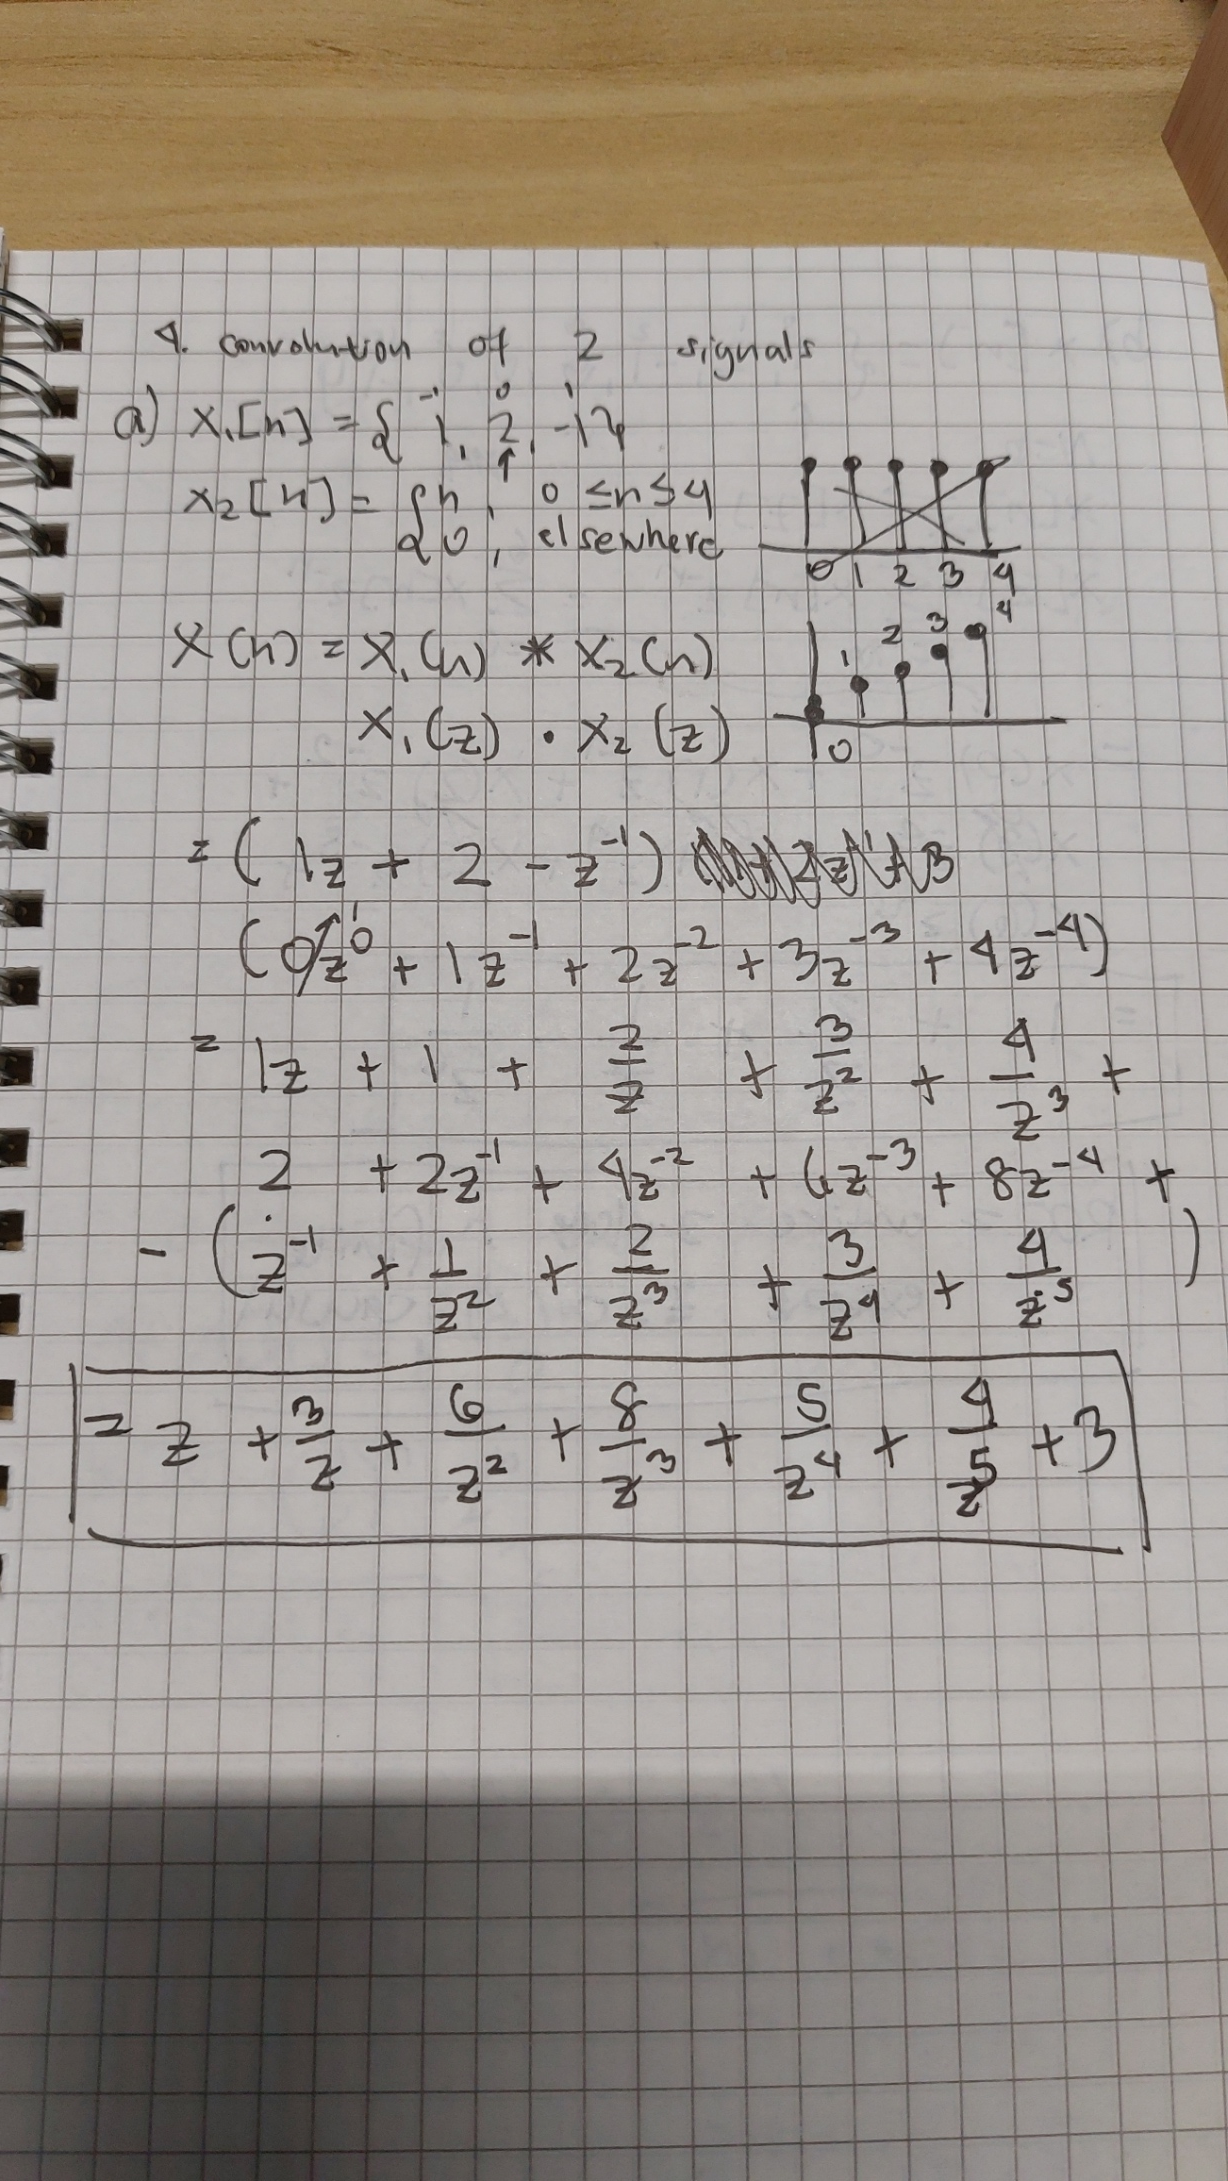 4. convolution of 2 signals
-1 0 1
a) x₁[n] = { 1, 2, -1 }
↑
x₂[n] = { n, 0 ≤ n ≤ 4
{ 0, elsewhere
0 1 2 3 4
X(n) = x₁(n) * x₂(n)
1 2 3 4
0
x₁(z) · x₂(z)
= ( 1z + 2 - z⁻¹ )
( 0z⁰ + 1z⁻¹ + 2z⁻² + 3z⁻³ + 4z⁻⁴ )
= 1z + 1 + 2/z + 3/z² + 4/z³ +
2 + 2z⁻¹ + 4z⁻² + 6z⁻³ + 8z⁻⁴ +
- ( z⁻¹ + 1/z² + 2/z³ + 3/z⁴ + 4/z⁵ )
= z + 3/z + 6/z² + 8/z³ + 5/z⁴ + 4/z⁵ + 3